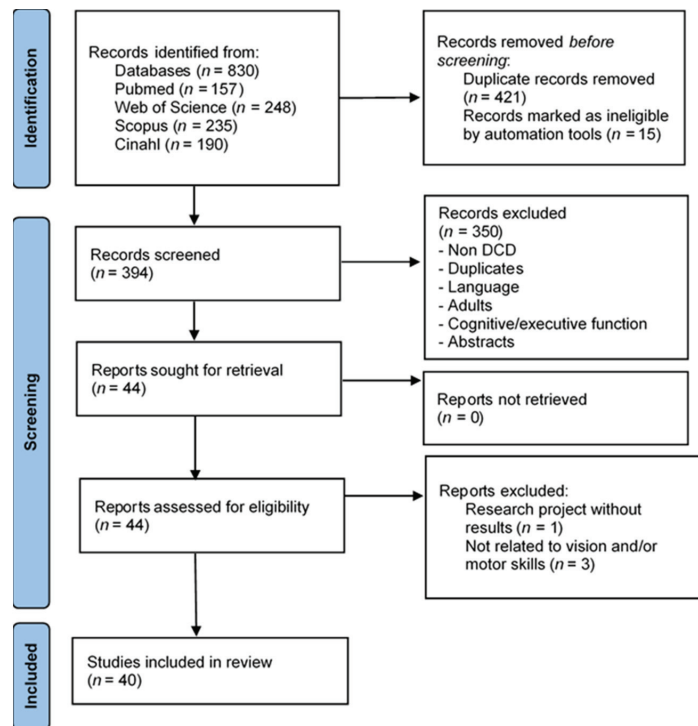 Identification
Records identified from:
Databases (n = 830)
Pubmed (n = 157)
Web of Science (n = 248)
Scopus (n = 235)
Cinahl (n = 190)
Records removed before
screening:
Duplicate records removed
(n = 421)
Records marked as ineligible
by automation tools (n = 15)
Screening
Records screened
(n = 394)
Records excluded
(n = 350)
- Non DCD
- Duplicates
- Language
- Adults
- Cognitive/executive function
- Abstracts
Reports sought for retrieval
(n = 44)
Reports not retrieved
(n = 0)
Reports assessed for eligibility
(n = 44)
Reports excluded:
Research project without
results (n = 1)
Not related to vision and/or
motor skills (n = 3)
Included
Studies included in review
(n = 40)